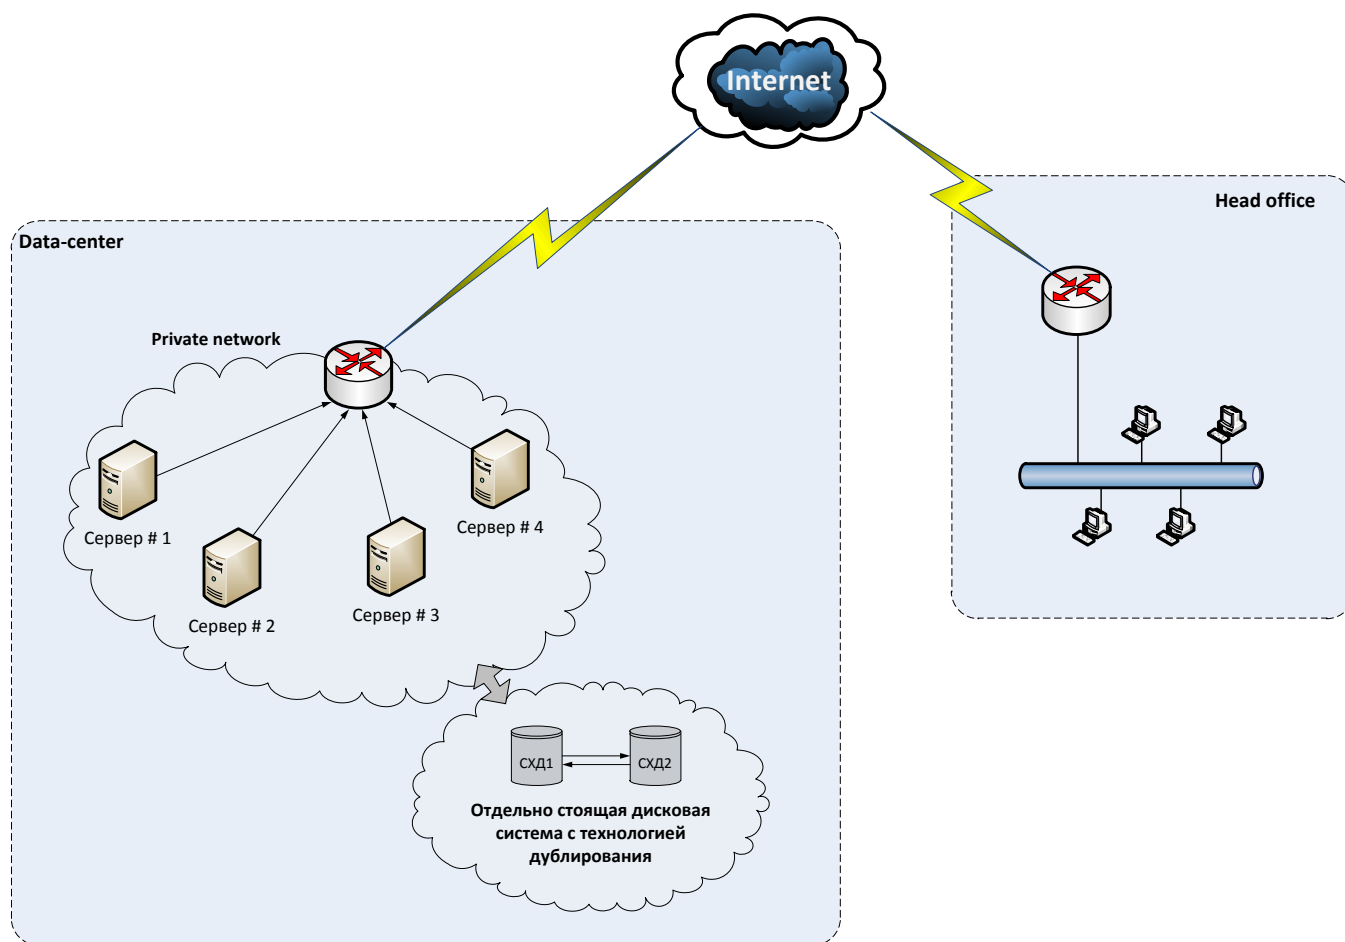 Internet
Head office
Data-center
Private network
Сервер # 1
Сервер # 2
Сервер # 3
Сервер # 4
СХД1
СХД2
Отдельно стоящая дисковая
система с технологией
дублирования